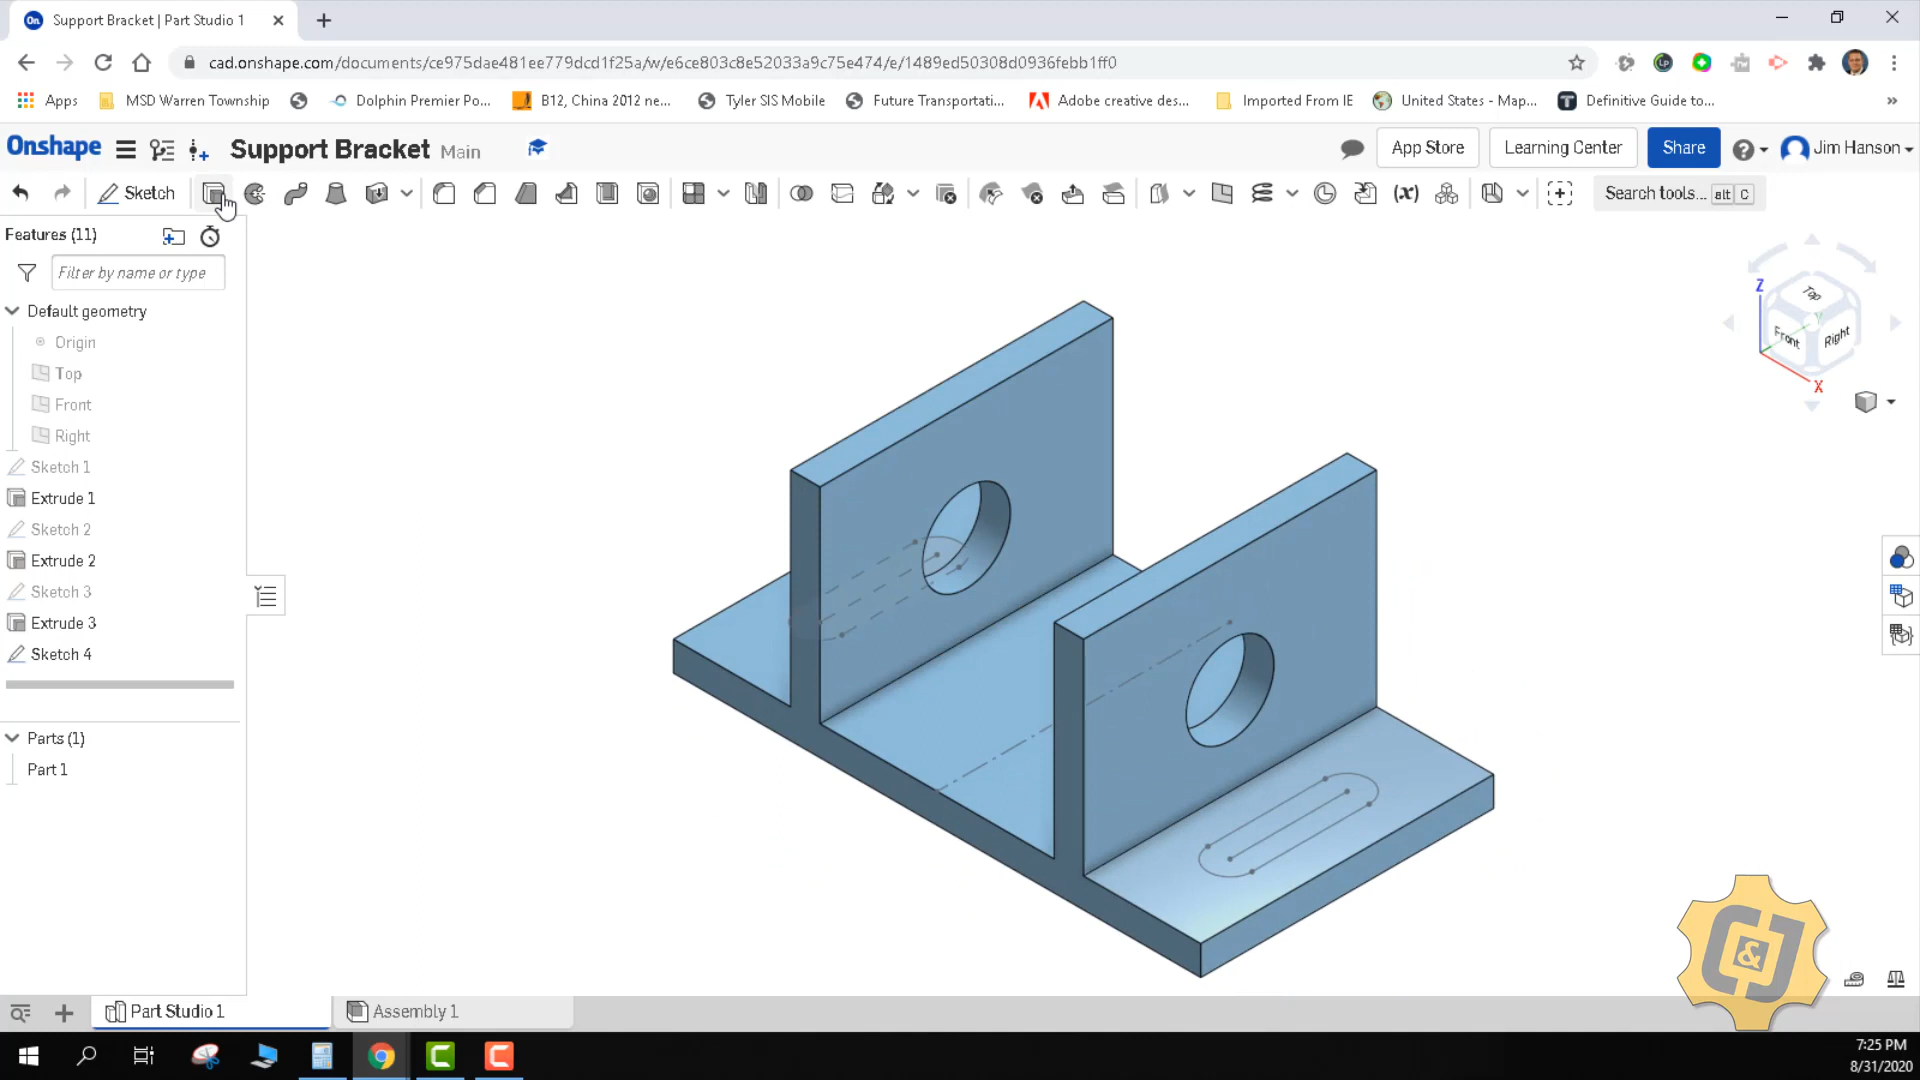 Support Bracket | Part Studio 1
cad.onshape.com/documents/ce975dae481ee779dcd1f25a/w/e6ce803c8e52033a9c75e474/e/1489ed50308d0936febb1ff0
Apps MSD Warren Township Dolphin Premier Po... B12, China 2012 ne... Tyler SIS Mobile Future Transportati... Adobe creative des... Imported From IE United States - Map... Definitive Guide to... »
Onshape Support Bracket Main App Store Learning Center Share Jim Hanson
Sketch (x) Search tools... alt C
Features (11)
Filter by name or type
Default geometry
Origin
Top
Front
Right
Sketch 1
Extrude 1
Sketch 2
Extrude 2
Sketch 3
Extrude 3
Sketch 4
Parts (1)
Part 1
Z
Top
Y
Front Right
X
C&J
Part Studio 1 Assembly 1
7:25 PM
8/31/2020